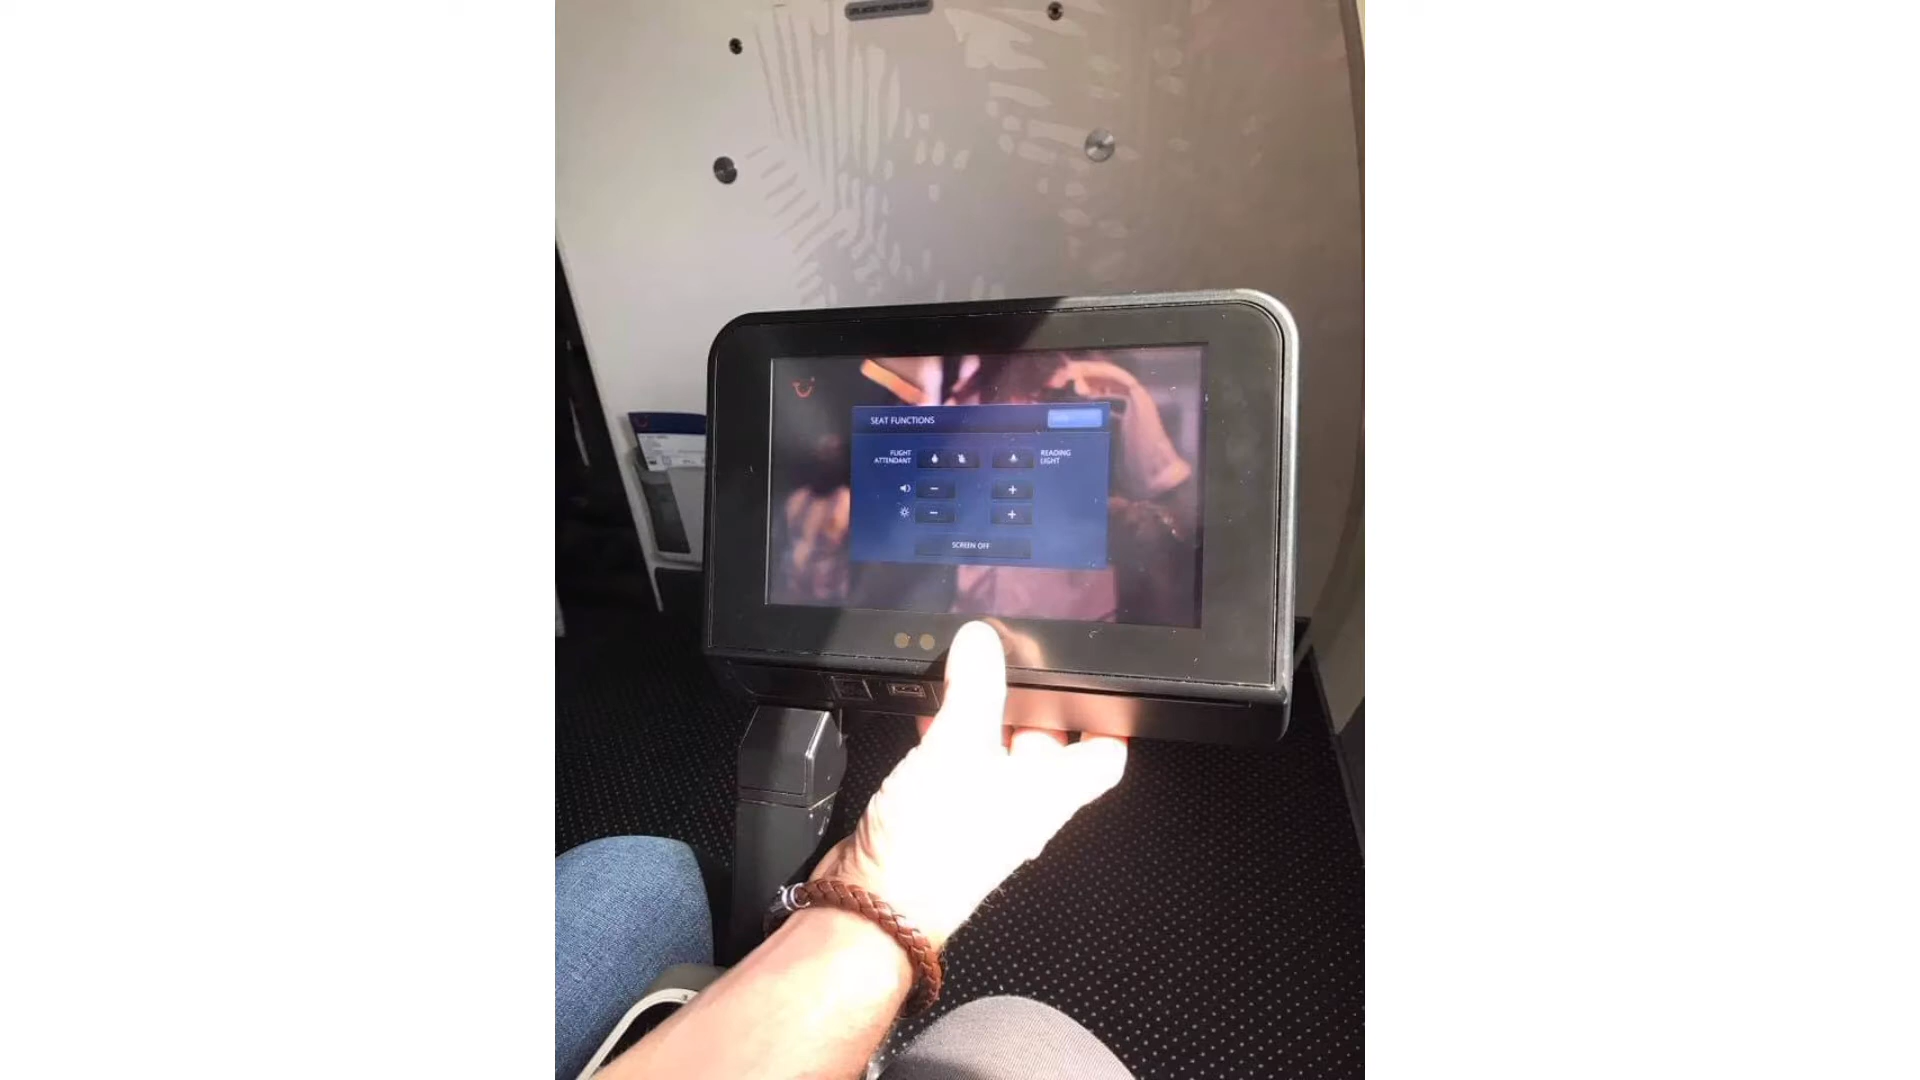 SEAT FUNCTIONS
FLIGHT
ATTENDANT
READING
LIGHT
SCREEN OFF